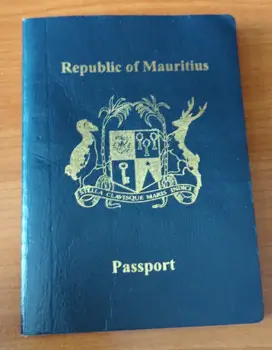 Republic of Mauritius
STELLA CLAVISQUE MARIS INDICI
Passport